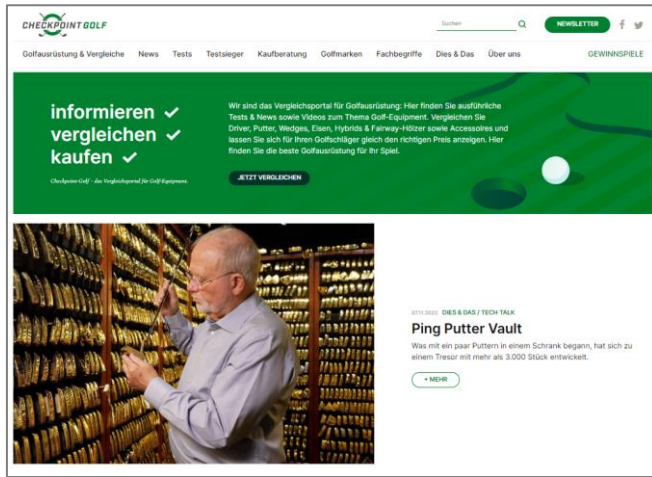 CHECKPOINT GOLF
Suchen
NEWSLETTER
Golfausrüstung & Vergleiche News Tests Testsieger Kaufberatung Golfmarken Fachbegriffe Dies & Das Über uns GEWINNSPIELE
informieren ✓
vergleichen ✓
kaufen ✓
Checkpoint-Golf – das Vergleichsportal für Golf-Equipment.
Wir sind das Vergleichsportal für Golfausrüstung: Hier finden Sie ausführliche
Tests & News sowie Videos zum Thema Golf-Equipment. Vergleichen Sie
Driver, Putter, Wedges, Eisen, Hybrids & Fairway-Hölzer sowie Accessoires und
lassen Sie sich für Ihren Golfschläger gleich den richtigen Preis anzeigen. Hier
finden Sie die beste Golfausrüstung für Ihr Spiel.
JETZT VERGLEICHEN
DIES & DAS / TECH TALK
Ping Putter Vault
Was mit ein paar Puttern in einem Schrank begann, hat sich zu
einem Tresor mit mehr als 3.000 Stück entwickelt.
+ MEHR